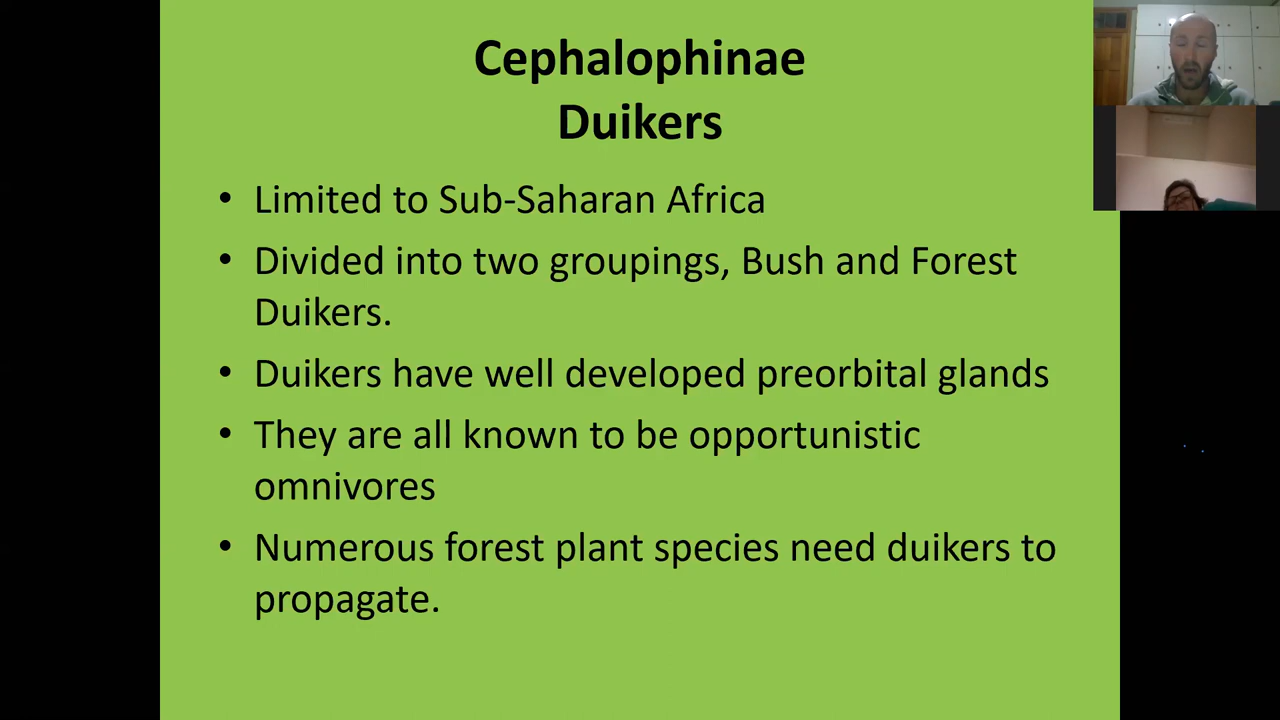 Cephalophinae
Duikers
• Limited to Sub-Saharan Africa
• Divided into two groupings, Bush and Forest
Duikers.
• Duikers have well developed preorbital glands
• They are all known to be opportunistic
omnivores
• Numerous forest plant species need duikers to
propagate.